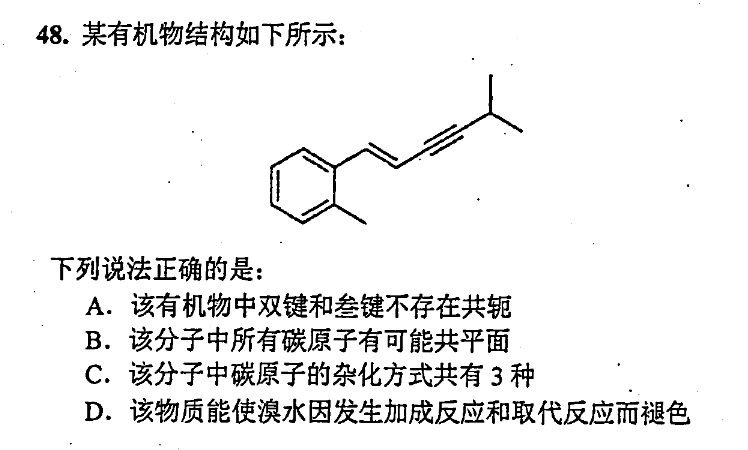 48. 某有机物结构如下所示:
下列说法正确的是:
A. 该有机物中双键和叁键不存在共轭
B. 该分子中所有碳原子有可能共平面
C. 该分子中碳原子的杂化方式共有 3 种
D. 该物质能使溴水因发生加成反应和取代反应而褪色